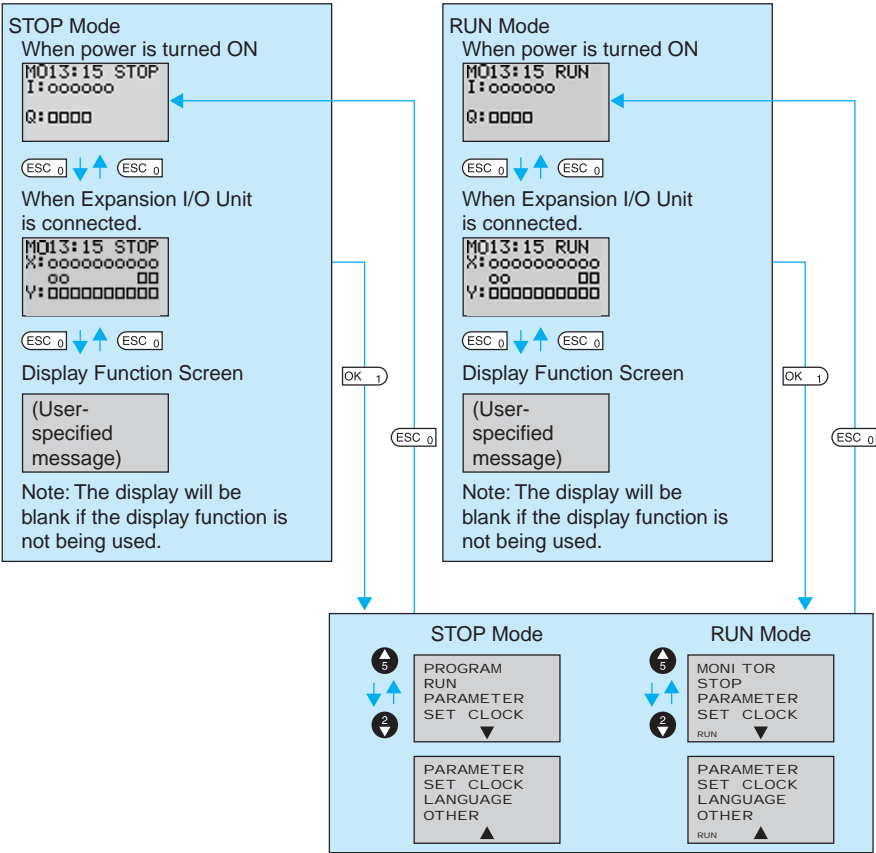 STOP Mode
When power is turned ON
MO13:15 STOP
I:oooooo
Q:□□□□
ESC 0 ESC 0
When Expansion I/O Unit
is connected.
MO13:15 STOP
X:oooooooooo
oo □□
Y:□□□□□□□□□□
ESC 0 ESC 0
Display Function Screen
(User-
specified
message)
Note: The display will be
blank if the display function is
not being used.
OK 1
ESC 0
RUN Mode
When power is turned ON
MO13:15 RUN
I:oooooo
Q:□□□□
ESC 0 ESC 0
When Expansion I/O Unit
is connected.
MO13:15 RUN
X:oooooooooo
oo □□
Y:□□□□□□□□□□
ESC 0 ESC 0
Display Function Screen
(User-
specified
message)
Note: The display will be
blank if the display function is
not being used.
OK 1
ESC 0
STOP Mode
5
2
PROGRAM
RUN
PARAMETER
SET CLOCK
PARAMETER
SET CLOCK
LANGUAGE
OTHER
RUN Mode
5
2
MONI TOR
STOP
PARAMETER
SET CLOCK
RUN
PARAMETER
SET CLOCK
LANGUAGE
OTHER
RUN